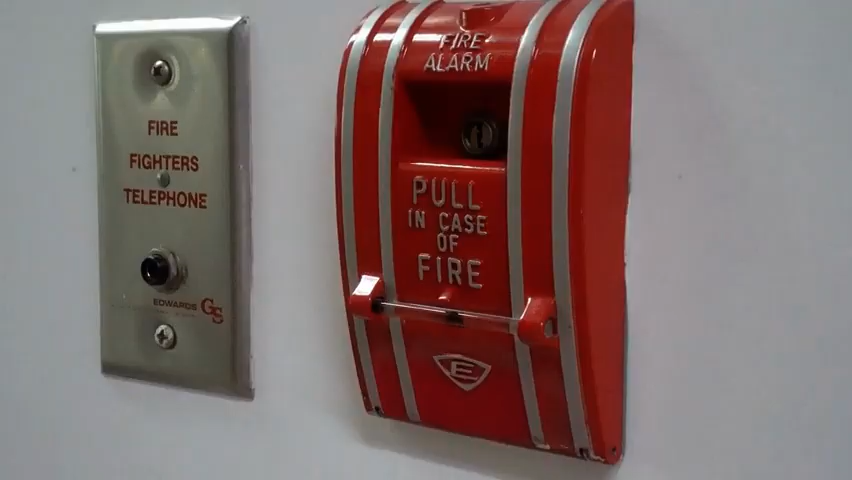 FIRE
FIGHTERS
TELEPHONE
EDWARDS GS
FIRE
ALARM
PULL
IN CASE
OF
FIRE
E